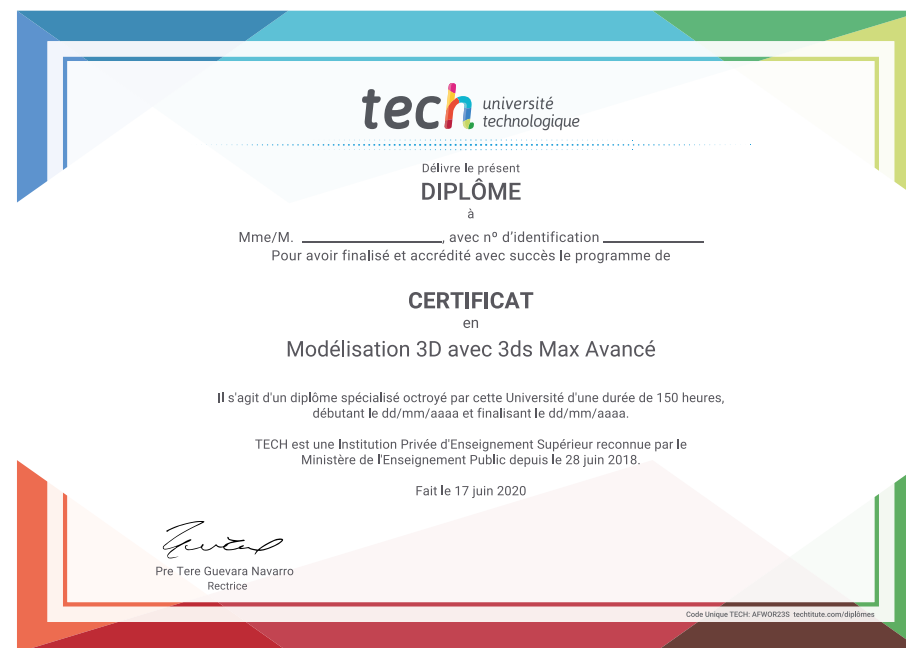 tech université
technologique
Délivre le présent
DIPLÔME
à
Mme/M. ____________________, avec nº d'identification ______________
Pour avoir finalisé et accrédité avec succès le programme de
CERTIFICAT
en
Modélisation 3D avec 3ds Max Avancé
Il s'agit d'un diplôme spécialisé octroyé par cette Université d'une durée de 150 heures,
débutant le dd/mm/aaaa et finalisant le dd/mm/aaaa.
TECH est une Institution Privée d'Enseignement Supérieur reconnue par le
Ministère de l'Enseignement Public depuis le 28 juin 2018.
Fait le 17 juin 2020
Pre Tere Guevara Navarro
Rectrice
Code Unique TECH: AFWOR23S techtitute.com/diplômes